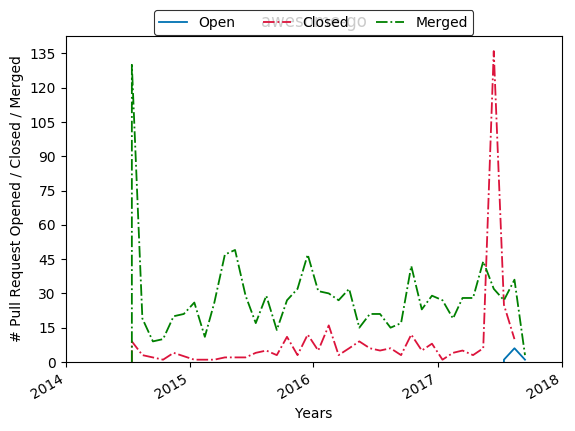 awesome-go
Open Closed Merged
# Pull Request Opened / Closed / Merged
135
120
105
90
75
60
45
30
15
0
2014 2015 2016 2017 2018
Years